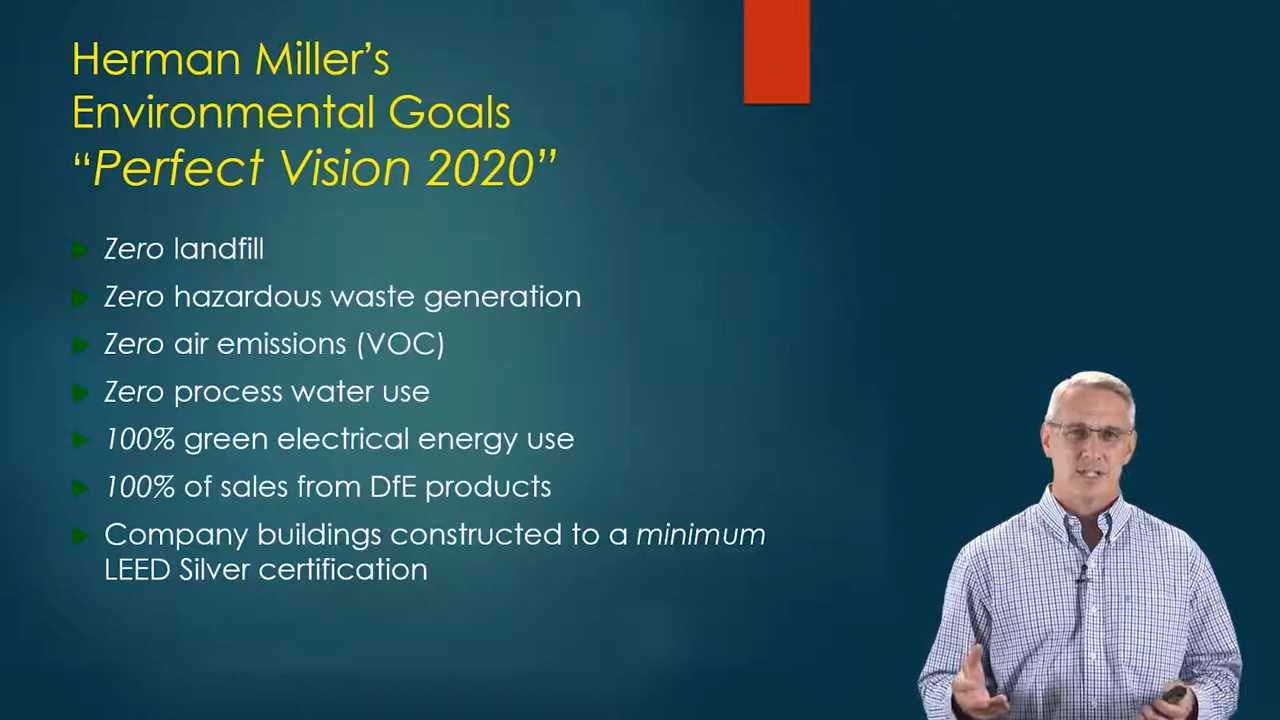 Herman Miller’s
Environmental Goals
“Perfect Vision 2020”
Zero landfill
Zero hazardous waste generation
Zero air emissions (VOC)
Zero process water use
100% green electrical energy use
100% of sales from DfE products
Company buildings constructed to a minimum
LEED Silver certification